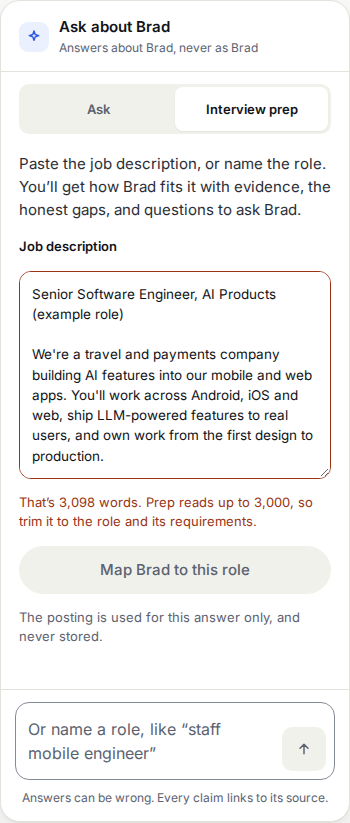 Ask about Brad
Answers about Brad, never as Brad
Ask
Interview prep
Paste the job description, or name the role.
You’ll get how Brad fits it with evidence, the
honest gaps, and questions to ask Brad.
Job description
Senior Software Engineer, AI Products
(example role)
We're a travel and payments company
building AI features into our mobile and web
apps. You'll work across Android, iOS and
web, ship LLM-powered features to real
users, and own work from the first design to
production.
That’s 3,098 words. Prep reads up to 3,000, so
trim it to the role and its requirements.
Map Brad to this role
The posting is used for this answer only, and
never stored.
Or name a role, like “staff
mobile engineer”
Answers can be wrong. Every claim links to its source.